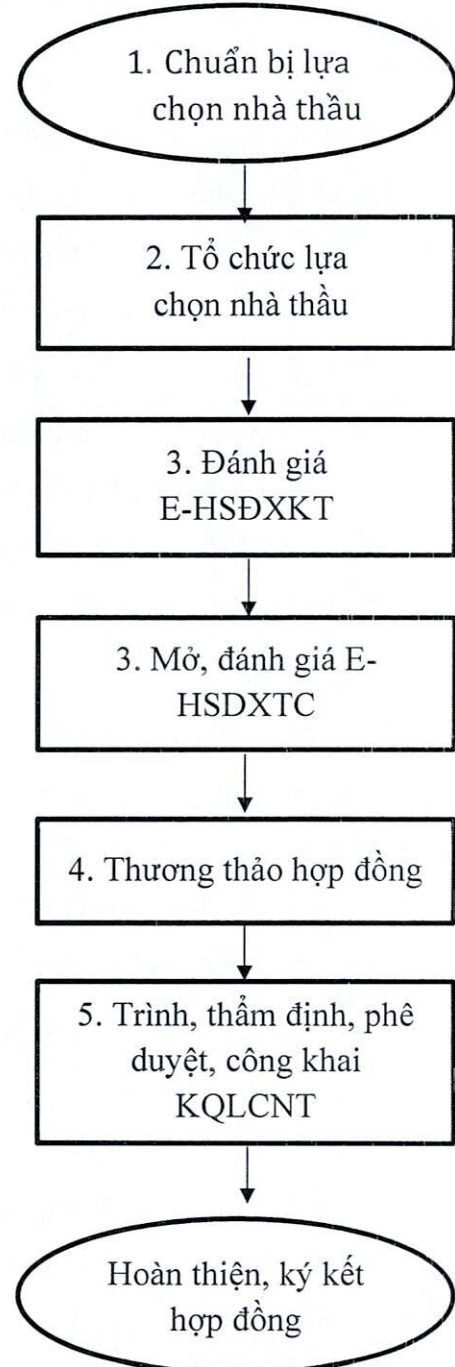 1. Chuẩn bị lựa
chọn nhà thầu
2. Tổ chức lựa
chọn nhà thầu
3. Đánh giá
E-HSĐXKT
3. Mở, đánh giá E-
HSDXTC
4. Thương thảo hợp đồng
5. Trình, thẩm định, phê
duyệt, công khai
KQLCNT
Hoàn thiện, ký kết
hợp đồng